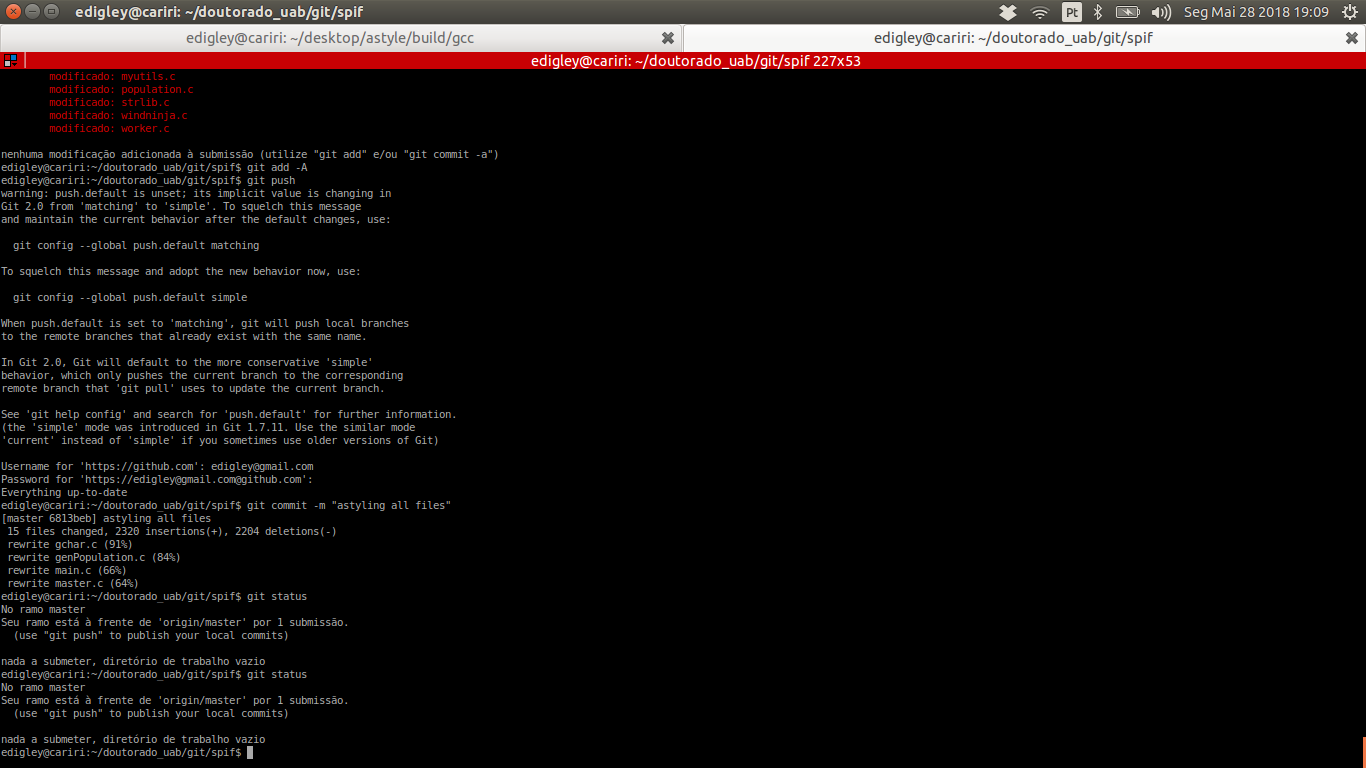 edigley@cariri: ~/doutorado_uab/git/spif
Pt
Seg Mai 28 2018 19:09
edigley@cariri: ~/desktop/astyle/build/gcc
edigley@cariri: ~/doutorado_uab/git/spif
edigley@cariri: ~/doutorado_uab/git/spif 227x53
modificado: myutils.c
modificado: population.c
modificado: strlib.c
modificado: windninja.c
modificado: worker.c
nenhuma modificação adicionada à submissão (utilize "git add" e/ou "git commit -a")
edigley@cariri:~/doutorado_uab/git/spif$ git add -A
edigley@cariri:~/doutorado_uab/git/spif$ git push
warning: push.default is unset; its implicit value is changing in
Git 2.0 from 'matching' to 'simple'. To squelch this message
and maintain the current behavior after the default changes, use:
git config --global push.default matching
To squelch this message and adopt the new behavior now, use:
git config --global push.default simple
When push.default is set to 'matching', git will push local branches
to the remote branches that already exist with the same name.
In Git 2.0, Git will default to the more conservative 'simple'
behavior, which only pushes the current branch to the corresponding
remote branch that 'git pull' uses to update the current branch.
See 'git help config' and search for 'push.default' for further information.
(the 'simple' mode was introduced in Git 1.7.11. Use the similar mode
'current' instead of 'simple' if you sometimes use older versions of Git)
Username for 'https://github.com': edigley@gmail.com
Password for 'https://edigley@gmail.com@github.com':
Everything up-to-date
edigley@cariri:~/doutorado_uab/git/spif$ git commit -m "astyling all files"
[master 6813beb] astyling all files
15 files changed, 2320 insertions(+), 2204 deletions(-)
rewrite gchar.c (91%)
rewrite genPopulation.c (84%)
rewrite main.c (66%)
rewrite master.c (64%)
edigley@cariri:~/doutorado_uab/git/spif$ git status
No ramo master
Seu ramo está à frente de 'origin/master' por 1 submissão.
(use "git push" to publish your local commits)
nada a submeter, diretório de trabalho vazio
edigley@cariri:~/doutorado_uab/git/spif$ git status
No ramo master
Seu ramo está à frente de 'origin/master' por 1 submissão.
(use "git push" to publish your local commits)
nada a submeter, diretório de trabalho vazio
edigley@cariri:~/doutorado_uab/git/spif$